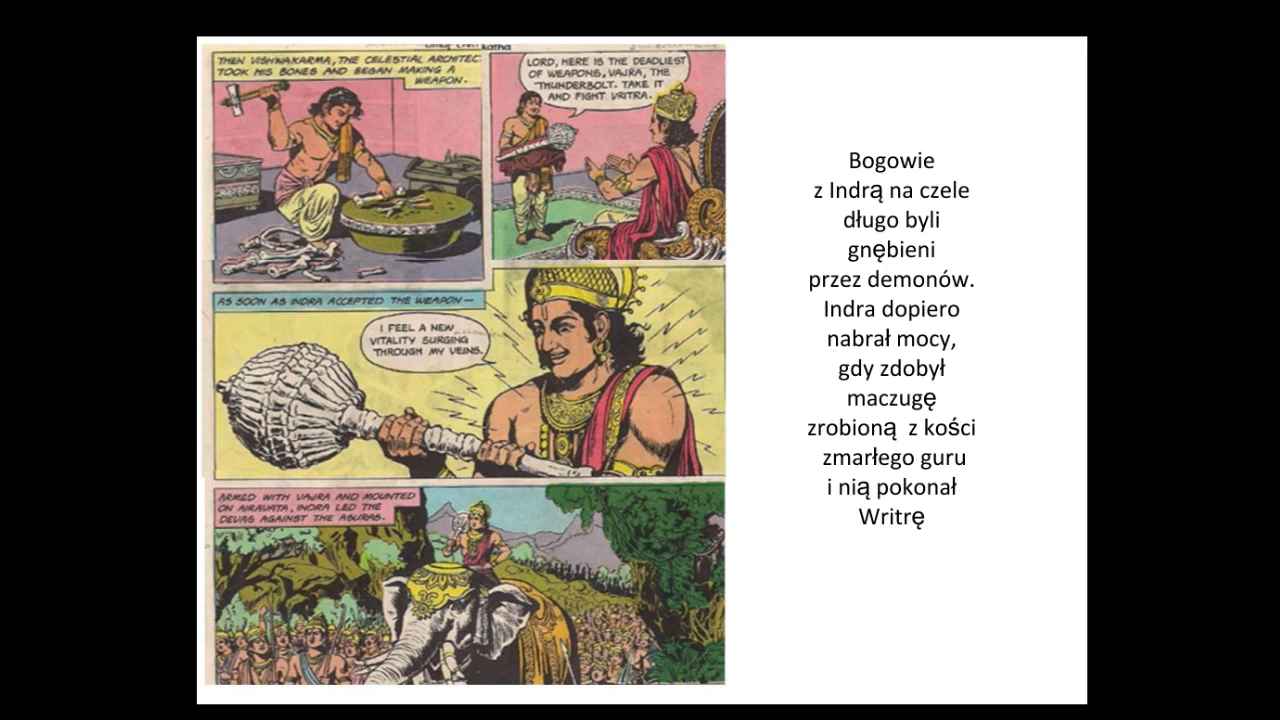 katha
THEN VISHWAKARMA, THE CELESTIAL ARCHITEC
TOOK HIS BONES AND BEGAN MAKING A
WEAPON.
LORD, HERE IS THE DEADLIEST
OF WEAPONS, VAJRA, THE
THUNDERBOLT. TAKE IT
AND FIGHT VRITRA.
AS SOON AS INDRA ACCEPTED THE WEAPON —
I FEEL A NEW
VITALITY SURGING
THROUGH MY VEINS.
ARMED WITH VAJRA AND MOUNTED
ON AIRAVATA, INDRA LED THE
DEVAS AGAINST THE ASURAS.
Bogowie
z Indrą na czele
długo byli
gnębieni
przez demonów.
Indra dopiero
nabrał mocy,
gdy zdobył
maczugę
zrobioną  z kości
zmarłego guru
i nią pokonał
Writrę